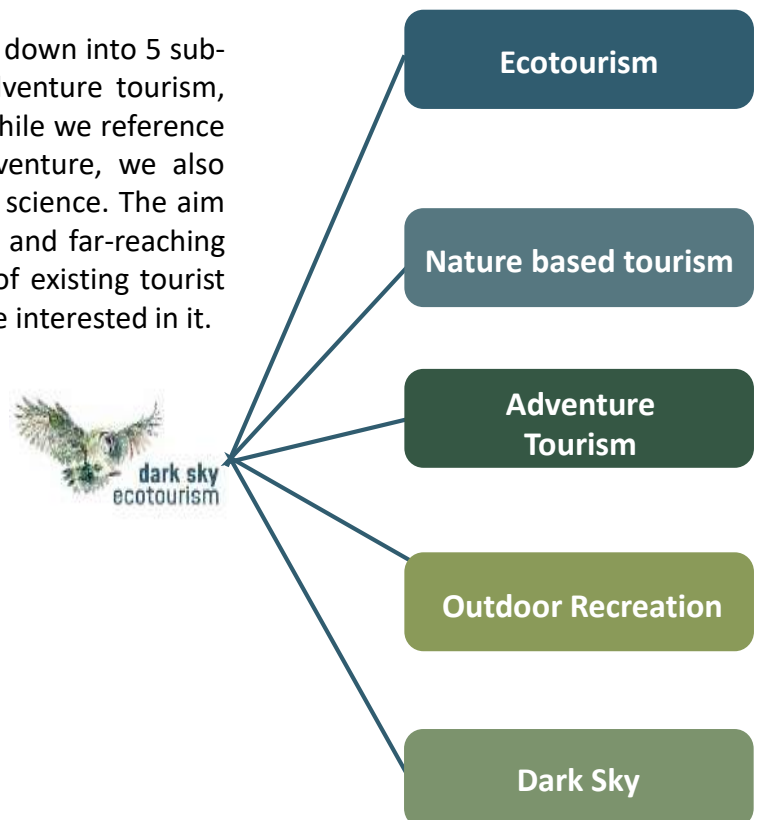 down into 5 sub-
venture tourism,
hile we reference
venture, we also
science. The aim
and far-reaching
of existing tourist
e interested in it.
dark sky
ecotourism
Ecotourism
Nature based tourism
Adventure
Tourism
Outdoor Recreation
Dark Sky